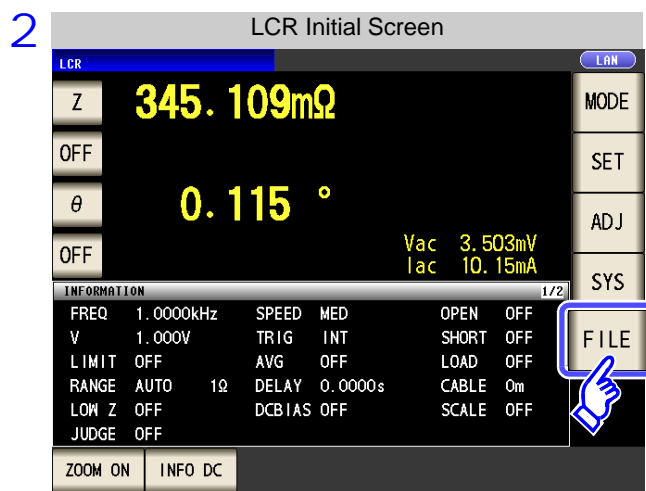 2
LCR Initial Screen
LCR
LAN
Z 345.109mΩ
MODE
OFF
SET
θ 0.115 °
ADJ
OFF
Vac 3.503mV
Iac 10.15mA
SYS
INFORMATION 1/2
FREQ 1.0000kHz SPEED MED OPEN OFF
V 1.000V TRIG INT SHORT OFF
FILE
LIMIT OFF AVG OFF LOAD OFF
RANGE AUTO 1Ω DELAY 0.0000s CABLE 0m
LOW Z OFF DCBIAS OFF SCALE OFF
JUDGE OFF
ZOOM ON INFO DC